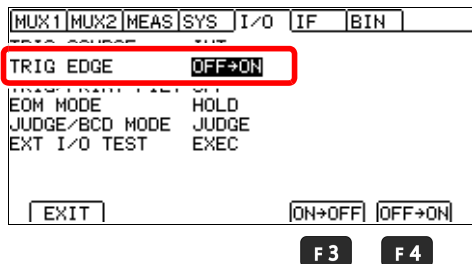 MUX1 MUX2 MEAS SYS I/O IF BIN
TRIG EDGE OFF→ON
EOM MODE HOLD
JUDGE/BCD MODE JUDGE
EXT I/O TEST EXEC
EXIT ON→OFF OFF→ON
F3 F4